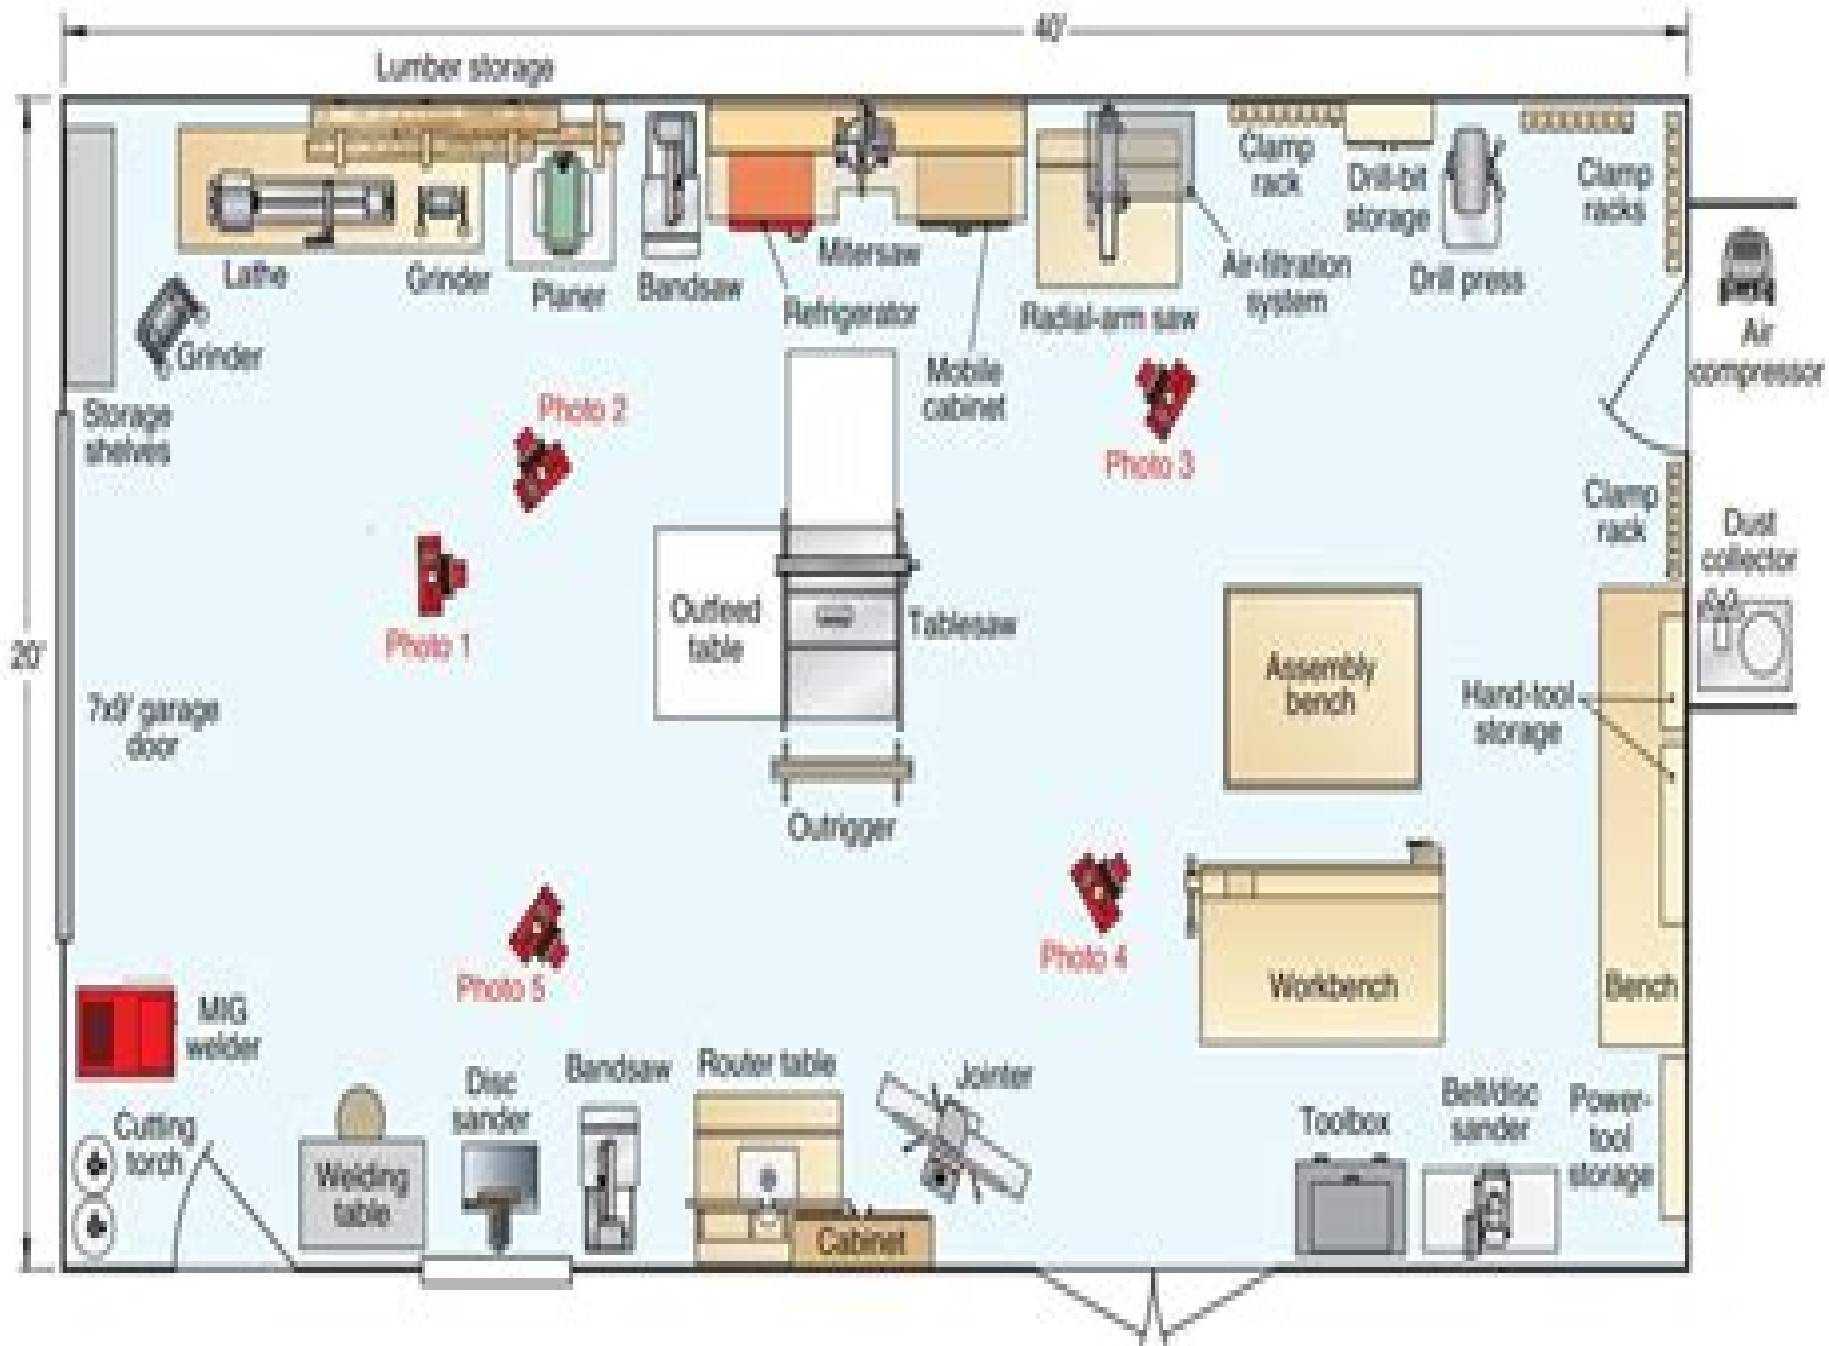 40'
Lumber storage
20'
Lathe
Grinder
Planer
Bandsaw
Mitersaw
Refrigerator
Mobile
cabinet
Radial-arm saw
Air-filtration
system
Clamp
rack
Drill-bit
storage
Drill press
Clamp
racks
Air
compressor
Grinder
Storage
shelves
Photo 2
Photo 3
Photo 1
Clamp
rack
Dust
collector
Outfeed
table
Tablesaw
Assembly
bench
Hand-tool
storage
7x9' garage
door
Outrigger
Photo 4
Photo 5
Workbench
Bench
MIG
welder
Cutting
torch
Welding
table
Disc
sander
Bandsaw
Router table
Cabinet
Jointer
Toolbox
Belt/disc
sander
Power-
tool
storage